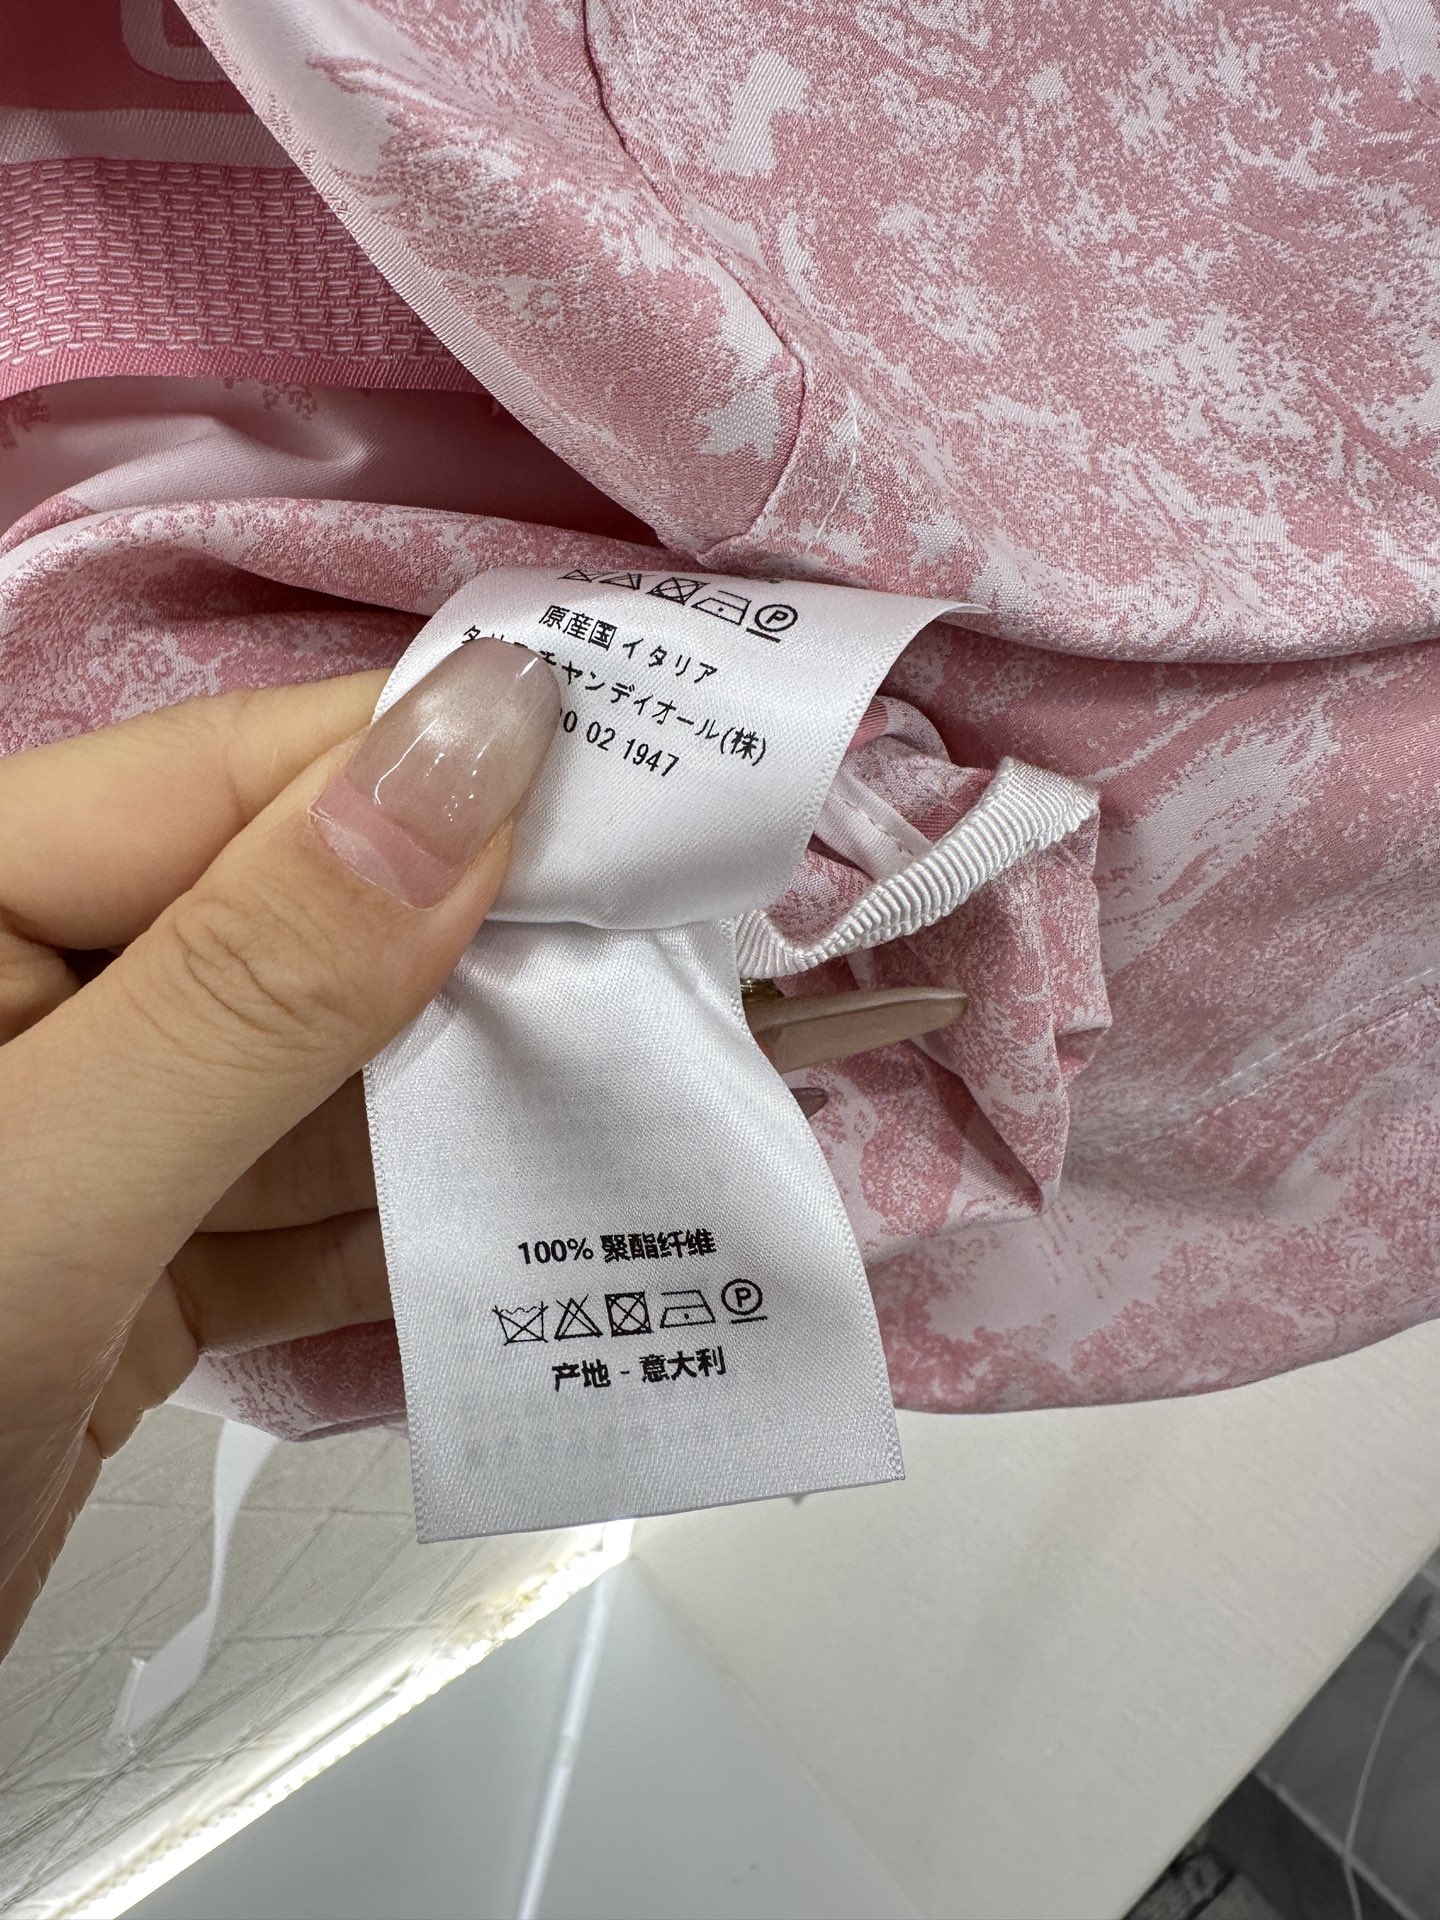 原産国 イタリア
ャンディオール(株)
02 1947
100% 聚酯纤维
P
产地 - 意大利